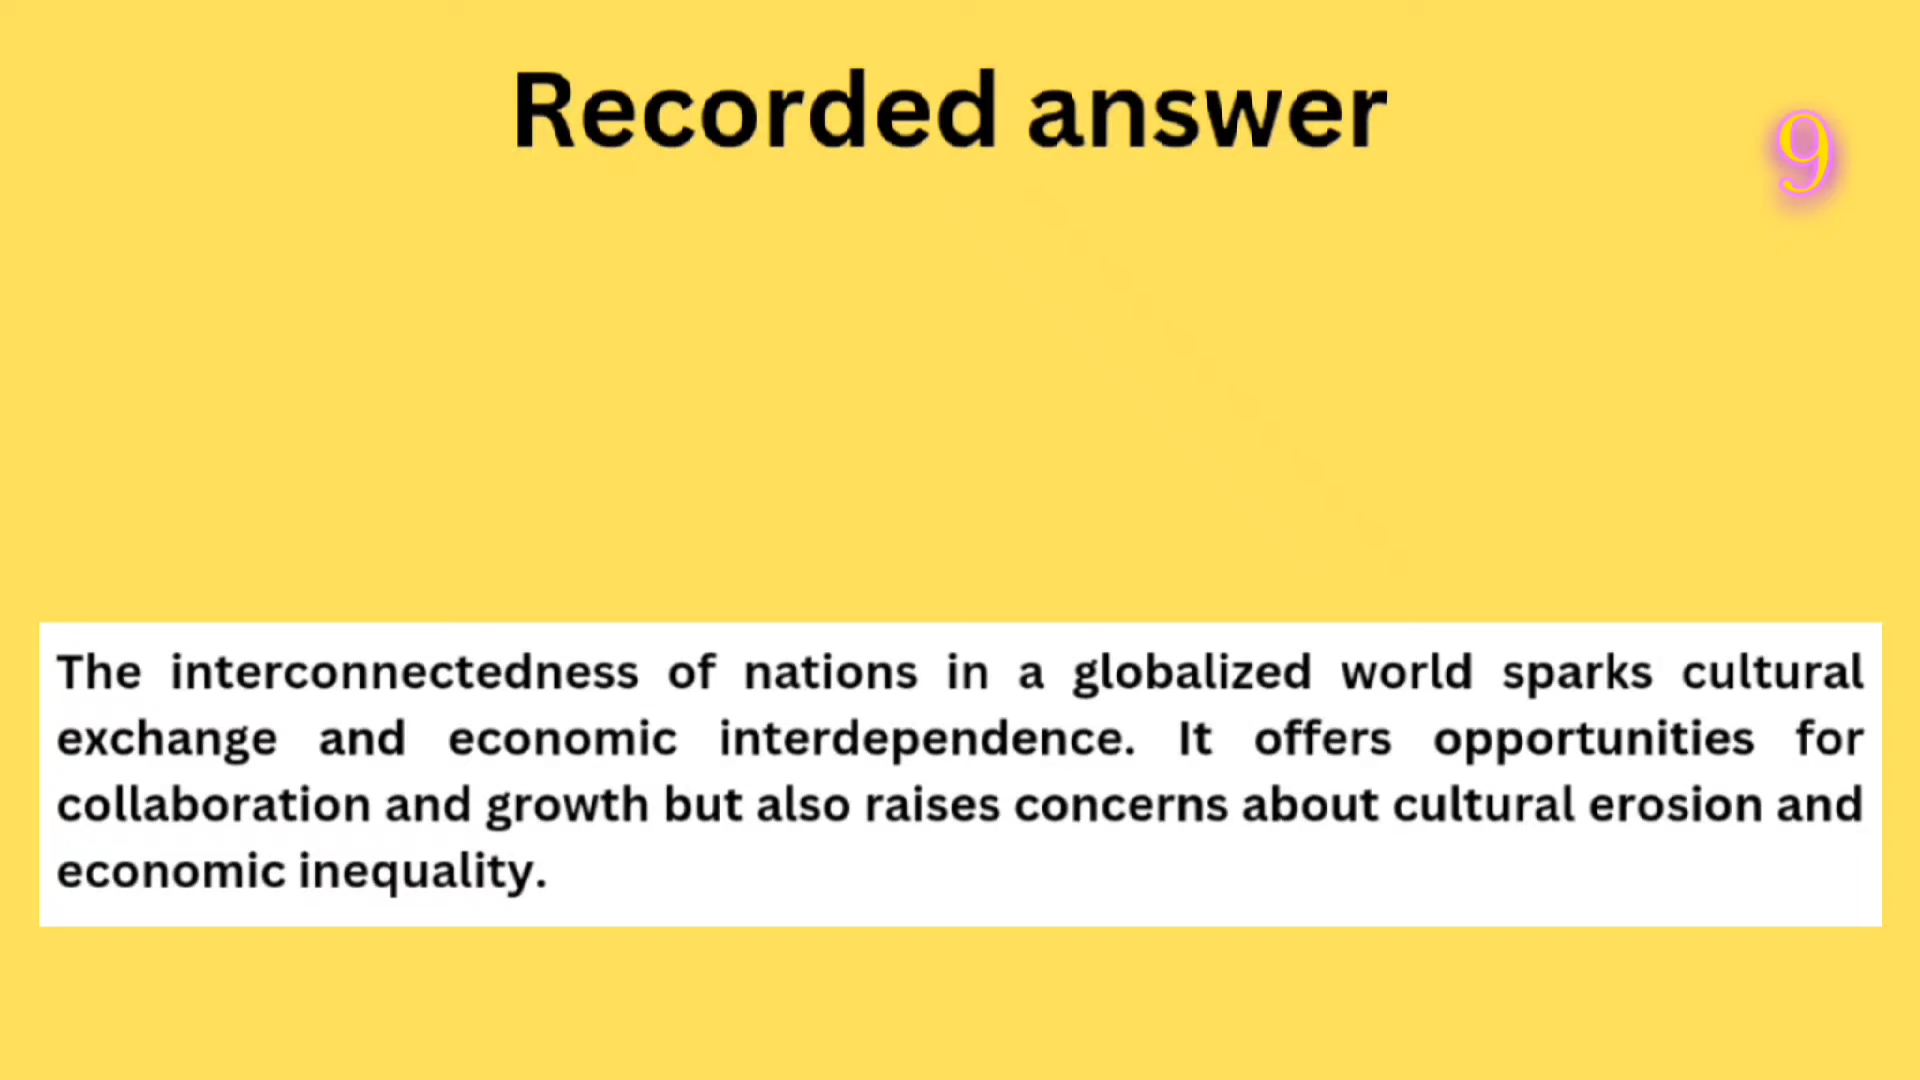 Recorded answer
9
The interconnectedness of nations in a globalized world sparks cultural
exchange and economic interdependence. It offers opportunities for
collaboration and growth but also raises concerns about cultural erosion and
economic inequality.